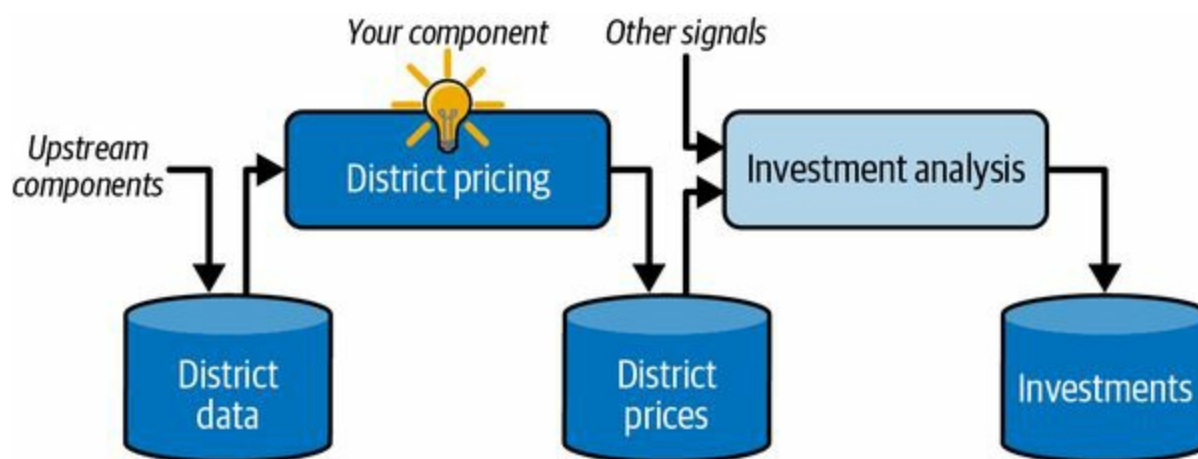 Your component
Other signals
Upstream
components
District pricing
Investment analysis
District
data
District
prices
Investments